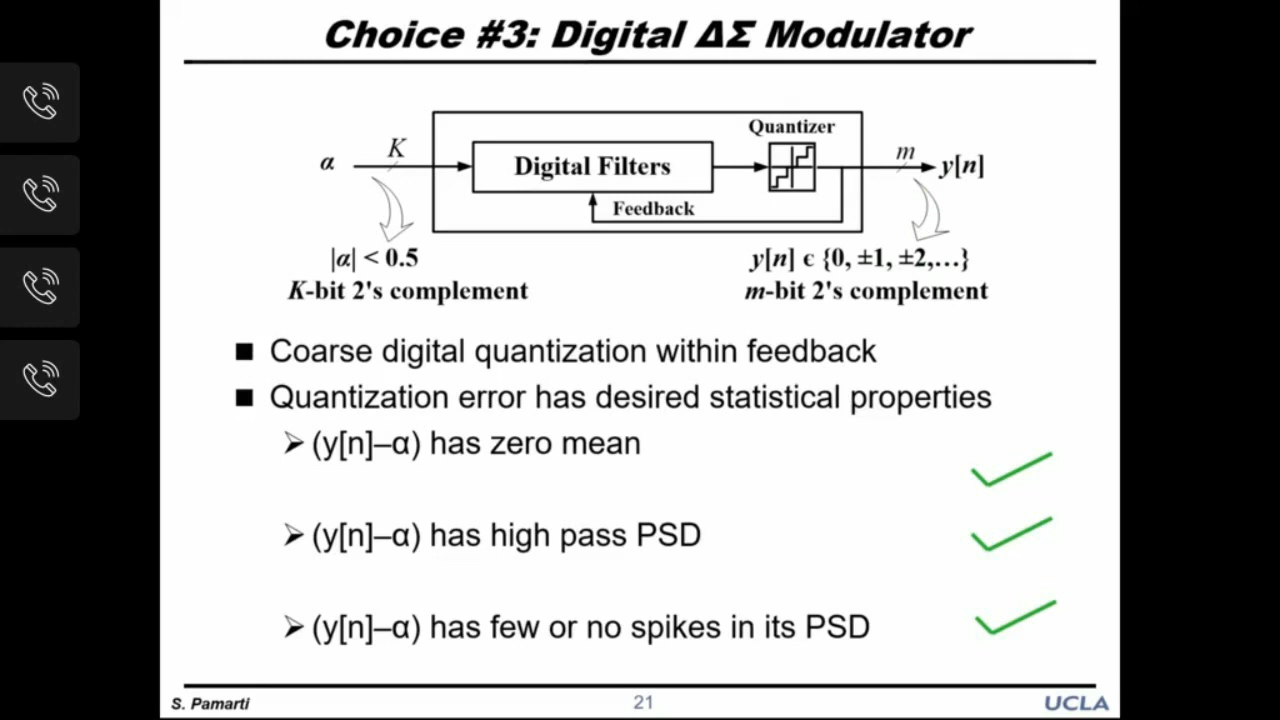 Choice #3: Digital ΔΣ Modulator
Quantizer
α
K
Digital Filters
m
y[n]
Feedback
|α| < 0.5
y[n] ϵ {0, ±1, ±2,…}
K-bit 2's complement
m-bit 2's complement
■ Coarse digital quantization within feedback
■ Quantization error has desired statistical properties
➢ (y[n]–α) has zero mean
➢ (y[n]–α) has high pass PSD
➢ (y[n]–α) has few or no spikes in its PSD
S. Pamarti
21
UCLA